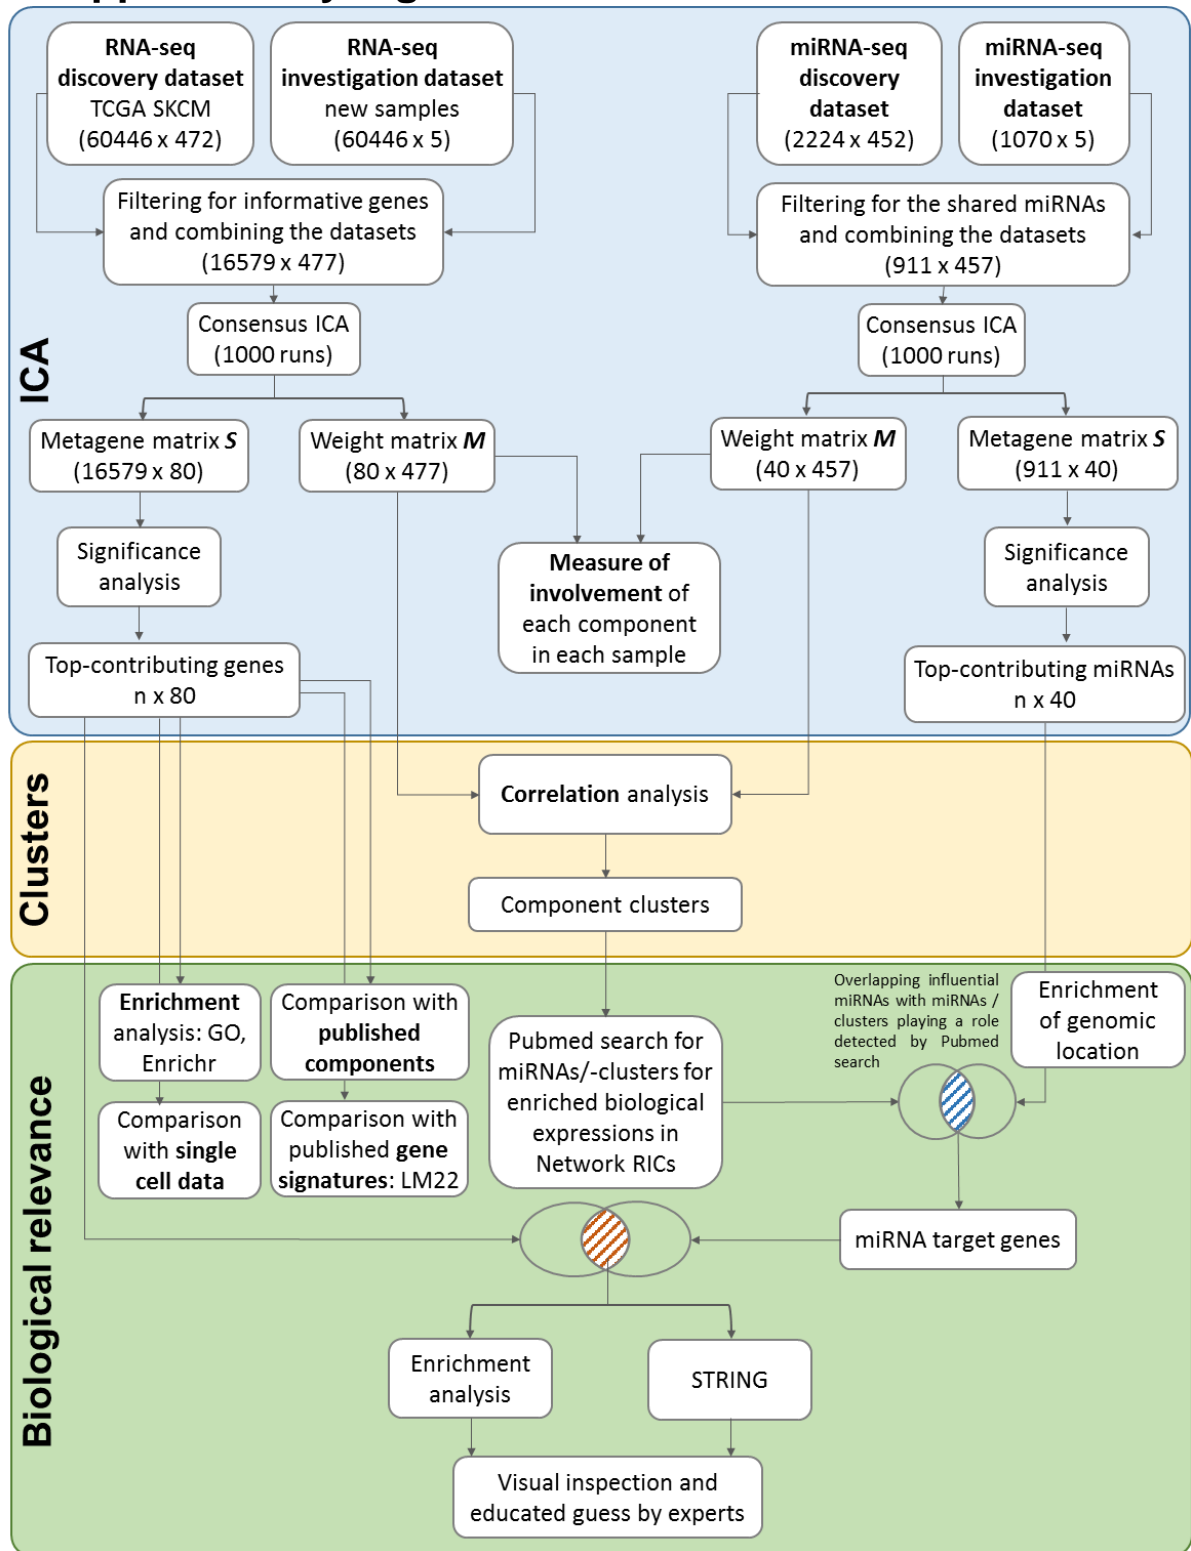 RNA-seq
discovery dataset
TCGA SKCM
(60446 x 472)
RNA-seq
investigation dataset
new samples
(60446 x 5)
miRNA-seq
discovery
dataset
(2224 x 452)
miRNA-seq
investigation
dataset
(1070 x 5)
Filtering for informative genes
and combining the datasets
(16579 x 477)
Filtering for the shared miRNAs
and combining the datasets
(911 x 457)
ICA
Consensus ICA
(1000 runs)
Consensus ICA
(1000 runs)
Metagene matrix S
(16579 x 80)
Weight matrix M
(80 x 477)
Weight matrix M
(40 x 457)
Metagene matrix S
(911 x 40)
Significance
analysis
Measure of
involvement of
each component
in each sample
Significance
analysis
Top-contributing genes
n x 80
Top-contributing miRNAs
n x 40
Clusters
Correlation analysis
Component clusters
Biological relevance
Enrichment
analysis: GO,
Enrichr
Comparison with
published
components
Pubmed search for
miRNAs/-clusters for
enriched biological
expressions in
Network RICs
Overlapping influential
miRNAs with miRNAs /
clusters playing a role
detected by Pubmed
search
Enrichment
of genomic
location
Comparison
with single
cell data
Comparison with
published gene
signatures: LM22
miRNA target genes
Enrichment
analysis
STRING
Visual inspection and
educated guess by experts